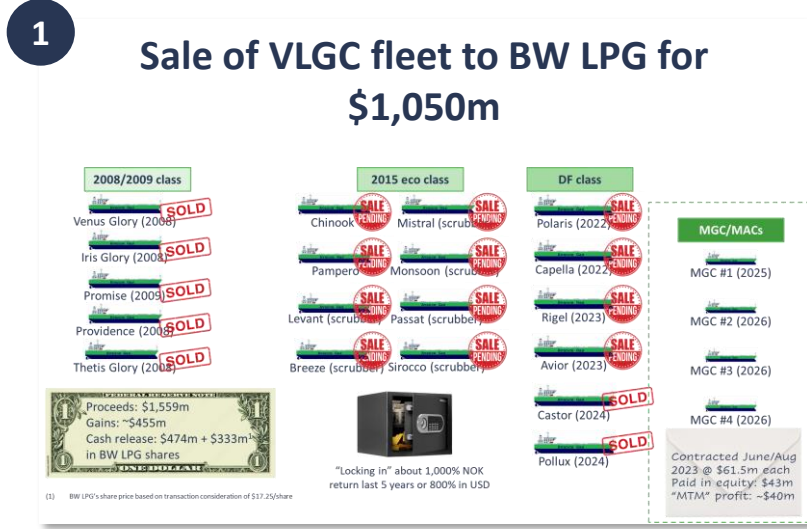 1
Sale of VLGC fleet to BW LPG for
$1,050m
2008/2009 class
2015 eco class
DF class
MGC/MACs
Venus Glory (2008)
SOLD
Iris Glory (2008)
SOLD
Promise (2009)
SOLD
Providence (2008)
SOLD
Thetis Glory (2008)
SOLD
Chinook
SALE
PENDING
Mistral (scrubber)
SALE
PENDING
Pampero
SALE
PENDING
Monsoon (scrubber)
SALE
PENDING
Levant (scrubber)
SALE
PENDING
Passat (scrubber)
SALE
PENDING
Breeze (scrubber)
SALE
PENDING
Sirocco (scrubber)
SALE
PENDING
Polaris (2022)
SALE
PENDING
Capella (2022)
SALE
PENDING
Rigel (2023)
SALE
PENDING
Avior (2023)
SALE
PENDING
Castor (2024)
SOLD
Pollux (2024)
SOLD
MGC #1 (2025)
MGC #2 (2026)
MGC #3 (2026)
MGC #4 (2026)
FEDERAL RESERVE NOTE
1
1
Proceeds: $1,559m
Gains: ~$455m
Cash release: $474m + $333m¹
in BW LPG shares
ONE DOLLAR
"Locking in" about 1,000% NOK
return last 5 years or 800% in USD
Contracted June/Aug
2023 @ $61.5m each
Paid in equity: $43m
"MTM" profit: ~$40m
(1) BW LPG's share price based on transaction consideration of $17.25/share